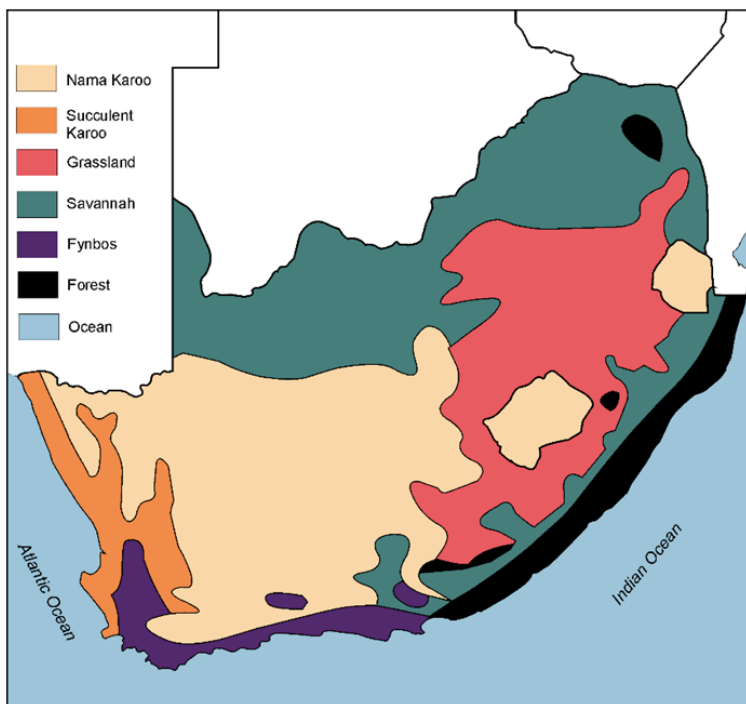 Nama Karoo
Succulent
Karoo
Grassland
Savannah
Fynbos
Forest
Ocean
Atlantic Ocean
Indian Ocean